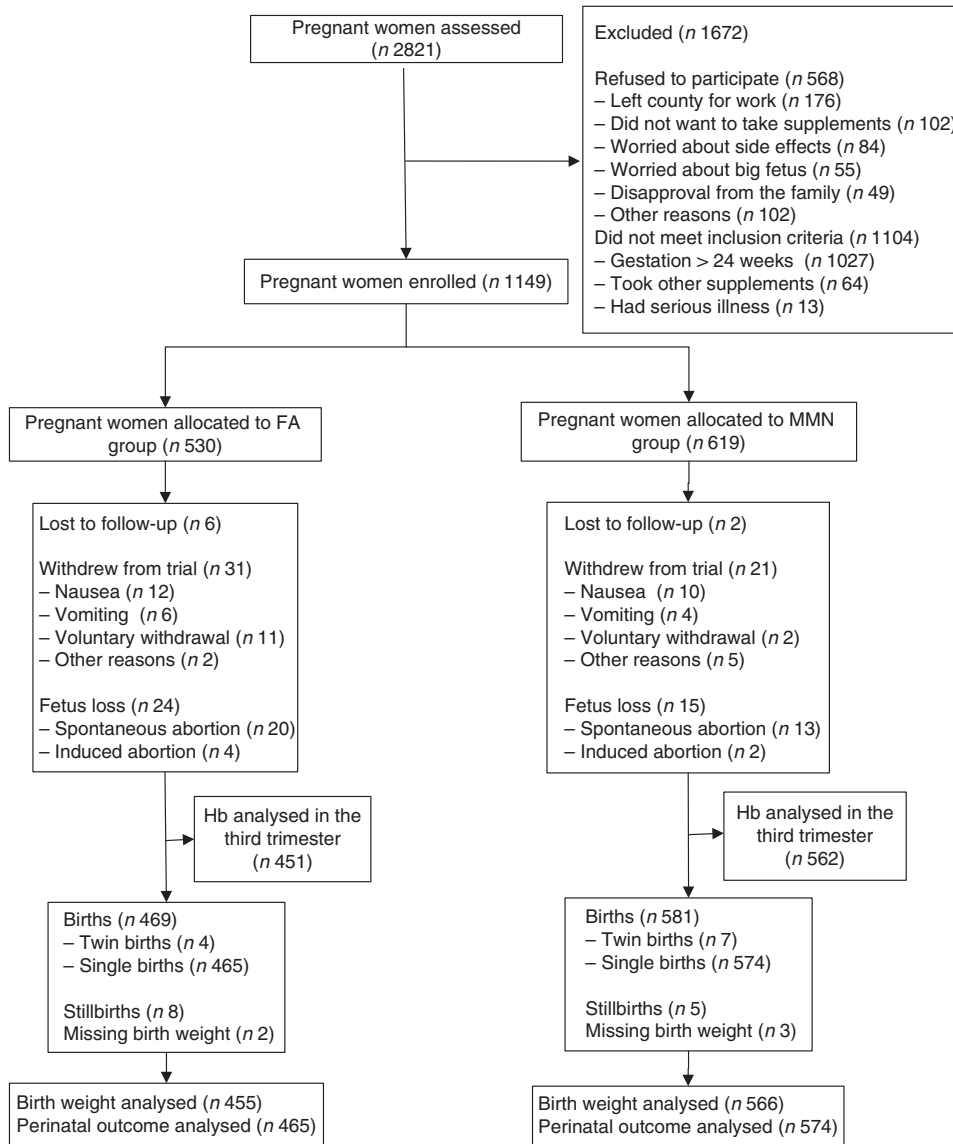 Pregnant women assessed
(n 2821)
Excluded (n 1672)
Refused to participate (n 568)
– Left county for work (n 176)
– Did not want to take supplements (n 102)
– Worried about side effects (n 84)
– Worried about big fetus (n 55)
– Disapproval from the family (n 49)
– Other reasons (n 102)
Did not meet inclusion criteria (n 1104)
– Gestation > 24 weeks (n 1027)
– Took other supplements (n 64)
– Had serious illness (n 13)
Pregnant women enrolled (n 1149)
Pregnant women allocated to FA
group (n 530)
Pregnant women allocated to MMN
group (n 619)
Lost to follow-up (n 6)
Withdrew from trial (n 31)
– Nausea (n 12)
– Vomiting (n 6)
– Voluntary withdrawal (n 11)
– Other reasons (n 2)
Fetus loss (n 24)
– Spontaneous abortion (n 20)
– Induced abortion (n 4)
Lost to follow-up (n 2)
Withdrew from trial (n 21)
– Nausea (n 10)
– Vomiting (n 4)
– Voluntary withdrawal (n 2)
– Other reasons (n 5)
Fetus loss (n 15)
– Spontaneous abortion (n 13)
– Induced abortion (n 2)
Hb analysed in the
third trimester
(n 451)
Hb analysed in the
third trimester
(n 562)
Births (n 469)
– Twin births (n 4)
– Single births (n 465)
Stillbirths (n 8)
Missing birth weight (n 2)
Births (n 581)
– Twin births (n 7)
– Single births (n 574)
Stillbirths (n 5)
Missing birth weight (n 3)
Birth weight analysed (n 455)
Perinatal outcome analysed (n 465)
Birth weight analysed (n 566)
Perinatal outcome analysed (n 574)